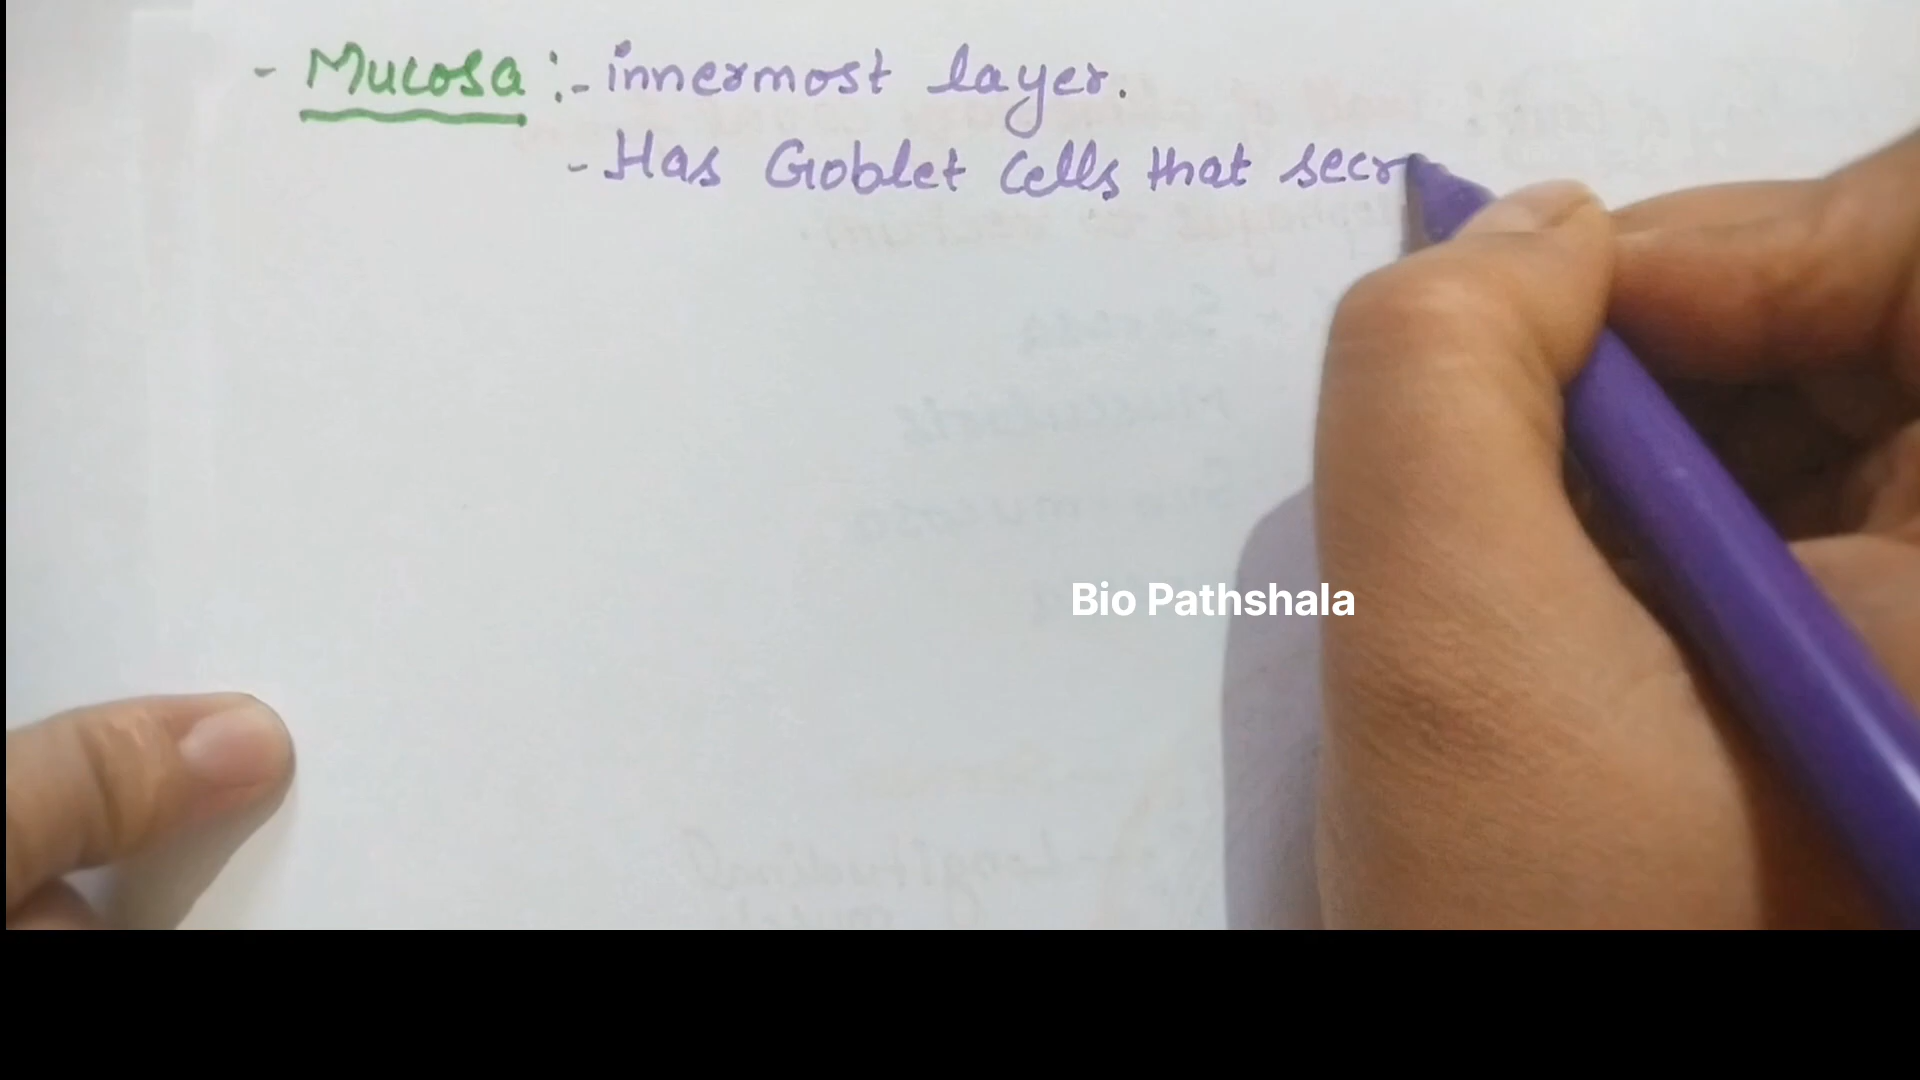 - Mucosa :- innermost layer.
- Has Goblet Cells that secr
Bio Pathshala